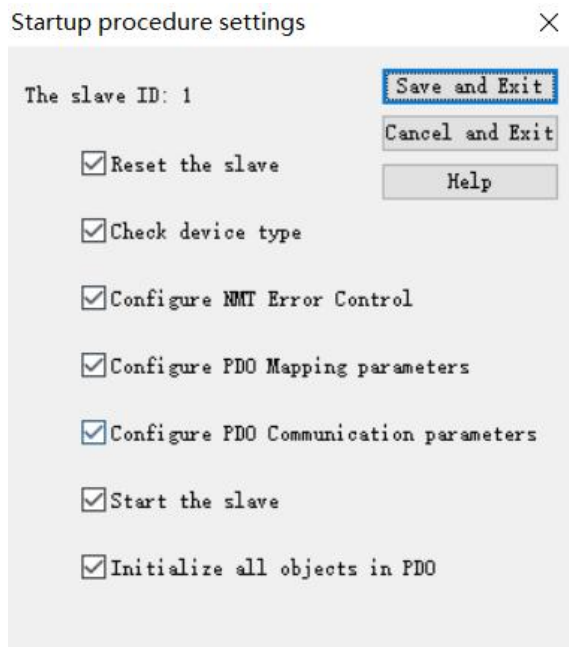 Startup procedure settings
The slave ID: 1
Save and Exit
Cancel and Exit
Help
Reset the slave
Check device type
Configure NMT Error Control
Configure PDO Mapping parameters
Configure PDO Communication parameters
Start the slave
Initialize all objects in PDO